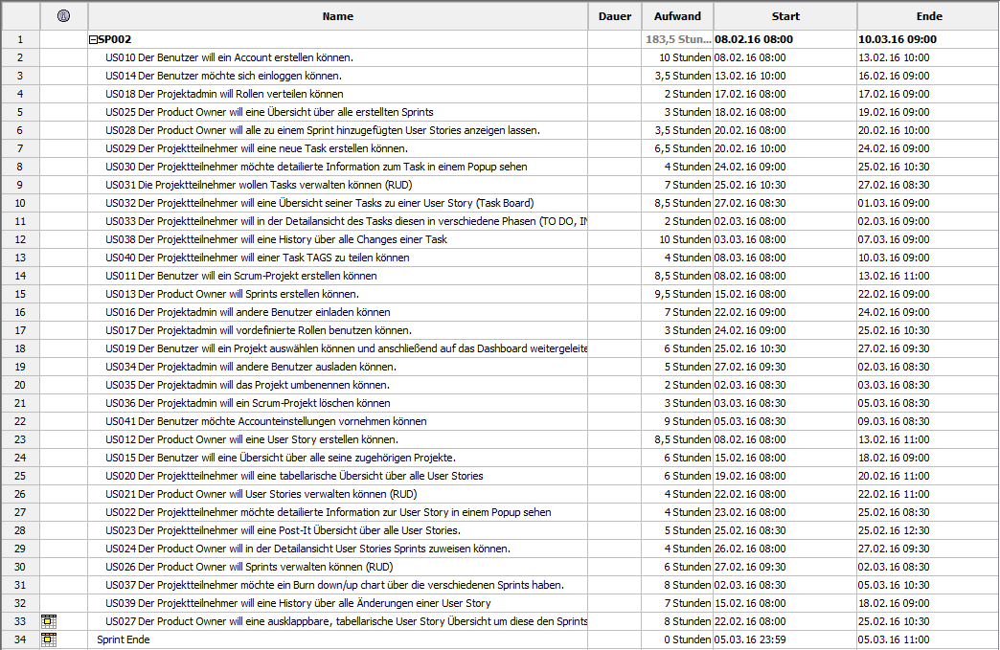 Name Dauer Aufwand Start Ende
1 SP002 183,5 Stun... 08.02.16 08:00 10.03.16 09:00
2 US010 Der Benutzer will ein Account erstellen können. 10 Stunden 08.02.16 08:00 13.02.16 10:00
3 US014 Der Benutzer möchte sich einloggen können. 3,5 Stunden 13.02.16 10:00 16.02.16 09:00
4 US018 Der Projektadmin will Rollen verteilen können 2 Stunden 17.02.16 08:00 17.02.16 09:00
5 US025 Der Product Owner will eine Übersicht über alle erstellten Sprints 3 Stunden 18.02.16 08:00 19.02.16 09:00
6 US028 Der Product Owner will alle zu einem Sprint hinzugefügten User Stories anzeigen lassen. 3,5 Stunden 20.02.16 08:00 20.02.16 10:00
7 US029 Der Projektteilnehmer will eine neue Task erstellen können. 6,5 Stunden 20.02.16 10:00 24.02.16 09:00
8 US030 Der Projektteilnehmer möchte detailierte Information zum Task in einem Popup sehen 4 Stunden 24.02.16 09:00 25.02.16 10:30
9 US031 Die Projektteilnehmer wollen Tasks verwalten können (RUD) 7 Stunden 25.02.16 10:30 27.02.16 08:30
10 US032 Der Projektteilnehmer will eine Übersicht seiner Tasks zu einer User Story (Task Board) 8,5 Stunden 27.02.16 08:30 01.03.16 09:00
11 US033 Der Projektteilnehmer will in der Detailansicht des Tasks diesen in verschiedene Phasen (TO DO, IN 2 Stunden 02.03.16 08:00 02.03.16 09:00
12 US038 Der Projektteilnehmer will eine History über alle Changes einer Task 10 Stunden 03.03.16 08:00 07.03.16 09:00
13 US040 Der Projektteilnehmer will einer Task TAGS zu teilen können 4 Stunden 08.03.16 08:00 10.03.16 09:00
14 US011 Der Benutzer will ein Scrum-Projekt erstellen können 8,5 Stunden 08.02.16 08:00 13.02.16 11:00
15 US013 Der Product Owner will Sprints erstellen können. 9,5 Stunden 15.02.16 08:00 22.02.16 09:00
16 US016 Der Projektadmin will andere Benutzer einladen können 7 Stunden 22.02.16 09:00 24.02.16 09:00
17 US017 Der Projektadmin will vordefinierte Rollen benutzen können. 3 Stunden 24.02.16 09:00 25.02.16 10:30
18 US019 Der Benutzer will ein Projekt auswählen können und anschließend auf das Dashboard weitergeleite 6 Stunden 25.02.16 10:30 27.02.16 09:30
19 US034 Der Projektadmin will andere Benutzer ausladen können. 5 Stunden 27.02.16 09:30 02.03.16 08:30
20 US035 Der Projektadmin will das Projekt umbenennen können. 2 Stunden 02.03.16 08:30 03.03.16 08:30
21 US036 Der Projektadmin will ein Scrum-Projekt löschen können 3 Stunden 03.03.16 08:30 05.03.16 08:30
22 US041 Der Benutzer möchte Accounteinstellungen vornehmen können 9 Stunden 05.03.16 08:30 09.03.16 08:30
23 US012 Der Product Owner will eine User Story erstellen können. 8,5 Stunden 08.02.16 08:00 13.02.16 11:00
24 US015 Der Benutzer will eine Übersicht über alle seine zugehörigen Projekte. 6 Stunden 15.02.16 08:00 18.02.16 09:00
25 US020 Der Projektteilnehmer will eine tabellarische Übersicht über alle User Stories 6 Stunden 19.02.16 08:00 20.02.16 11:00
26 US021 Der Product Owner will User Stories verwalten können (RUD) 4 Stunden 22.02.16 08:00 22.02.16 11:00
27 US022 Der Projektteilnehmer möchte detailierte Information zur User Story in einem Popup sehen 4 Stunden 23.02.16 08:00 25.02.16 08:30
28 US023 Der Projektteilnehmer will eine Post-It Übersicht über alle User Stories. 5 Stunden 25.02.16 08:30 25.02.16 12:30
29 US024 Der Product Owner will in der Detailansicht User Stories Sprints zuweisen können. 4 Stunden 26.02.16 08:00 27.02.16 09:30
30 US026 Der Product Owner will Sprints verwalten können (RUD) 6 Stunden 27.02.16 09:30 02.03.16 08:30
31 US037 Der Projektteilnehmer möchte ein Burn down/up chart über die verschiedenen Sprints haben. 8 Stunden 02.03.16 08:30 05.03.16 10:30
32 US039 Der Projektteilnehmer will eine History über alle Änderungen einer User Story 7 Stunden 15.02.16 08:00 18.02.16 09:00
33 US027 Der Product Owner will eine ausklappbare, tabellarische User Story Übersicht um diese den Sprints 8 Stunden 22.02.16 08:00 25.02.16 10:30
34 Sprint Ende 0 Stunden 05.03.16 23:59 05.03.16 11:00